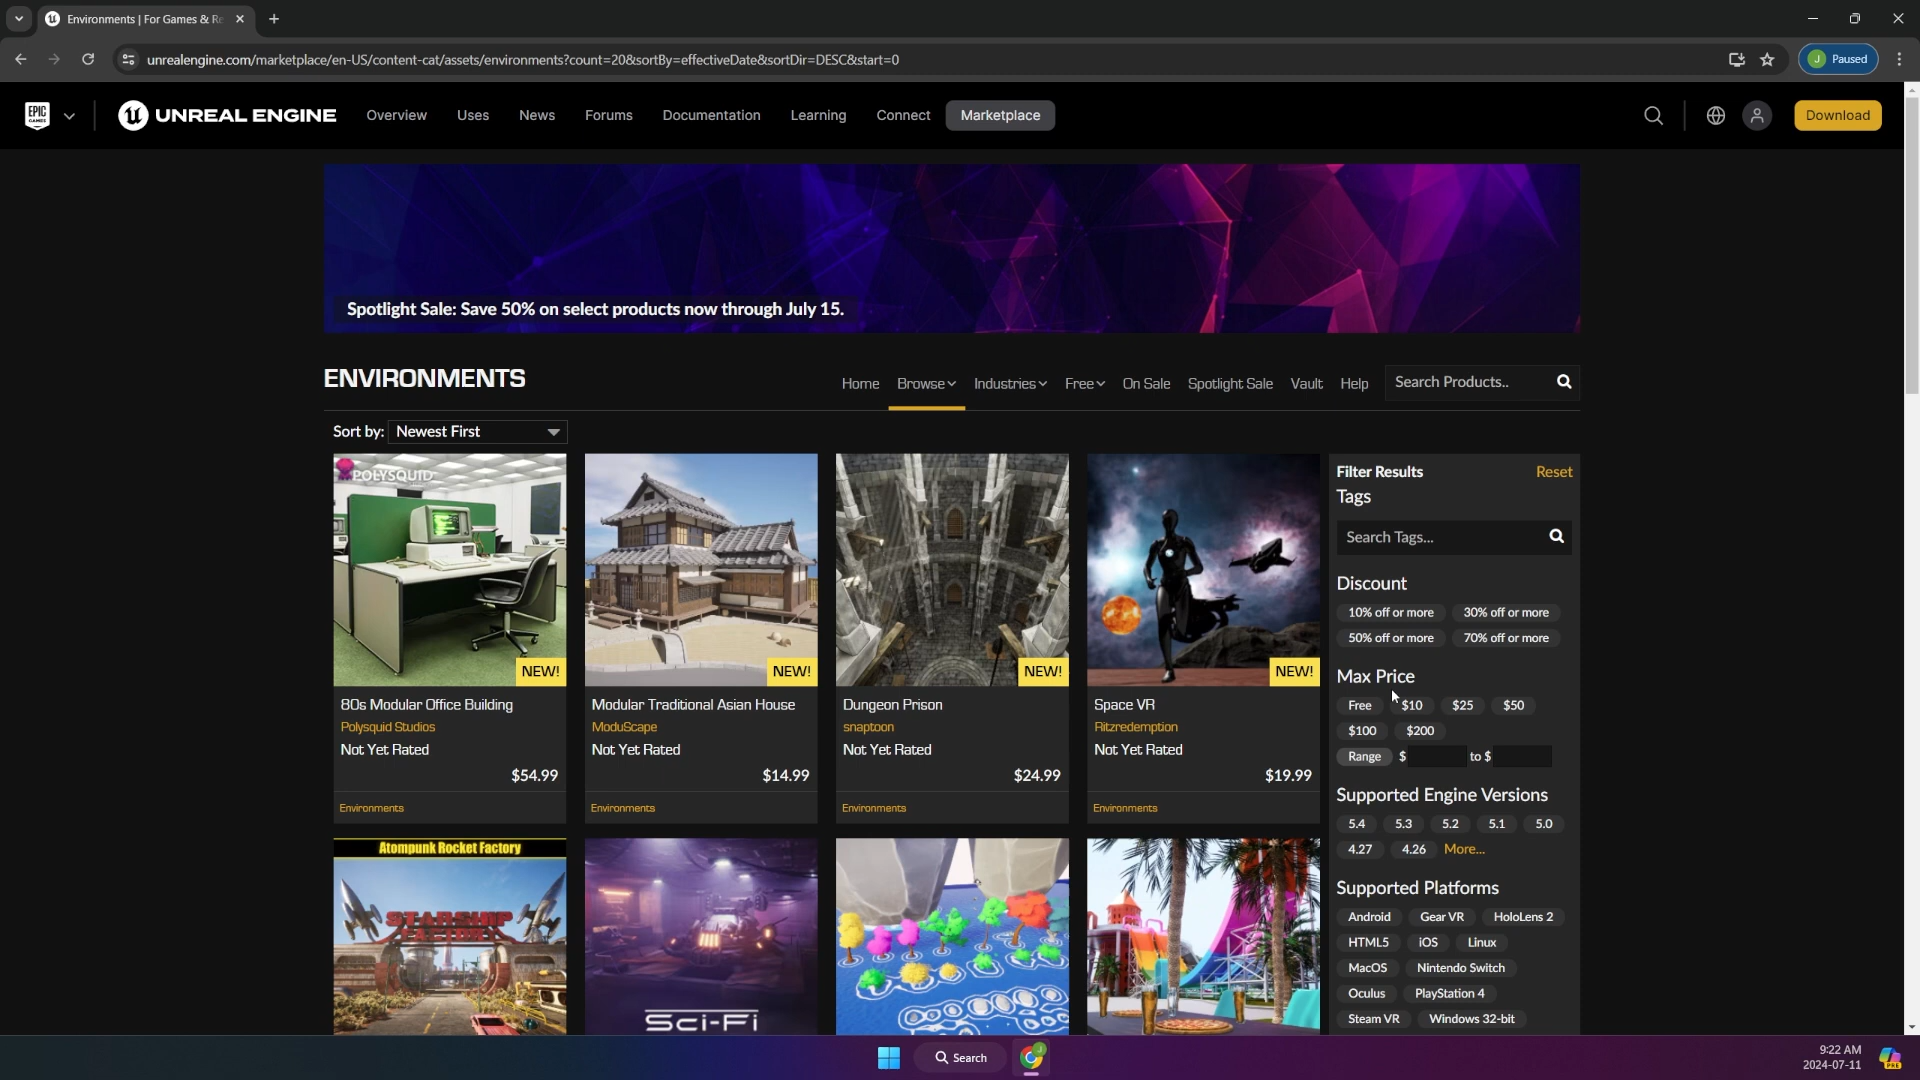 Environments | For Games & Re
unrealengine.com/marketplace/en-US/content-cat/assets/environments?count=20&sortBy=effectiveDate&sortDir=DESC&start=0
J Paused
EPIC GAMES
UNREAL ENGINE
Overview Uses News Forums Documentation Learning Connect Marketplace
Download
Spotlight Sale: Save 50% on select products now through July 15.
ENVIRONMENTS
Home Browse Industries Free On Sale Spotlight Sale Vault Help
Search Products..
Sort by: Newest First
POLYSQUID
NEW!
80s Modular Office Building
Polysquid Studios
Not Yet Rated
$54.99
Environments
NEW!
Modular Traditional Asian House
ModuScape
Not Yet Rated
$14.99
Environments
NEW!
Dungeon Prison
snaptoon
Not Yet Rated
$24.99
Environments
NEW!
Space VR
Ritzredemption
Not Yet Rated
$19.99
Environments
Atompunk Rocket Factory
STARSHIP
FACTORY
SCI-FI
Filter Results Reset
Tags
Search Tags...
Discount
10% off or more 30% off or more
50% off or more 70% off or more
Max Price
Free $10 $25 $50
$100 $200
Range $ to $
Supported Engine Versions
5.4 5.3 5.2 5.1 5.0
4.27 4.26 More...
Supported Platforms
Android Gear VR HoloLens 2
HTML5 iOS Linux
MacOS Nintendo Switch
Oculus PlayStation 4
Steam VR Windows 32-bit
Search
J
9:22 AM
2024-07-11
PRE